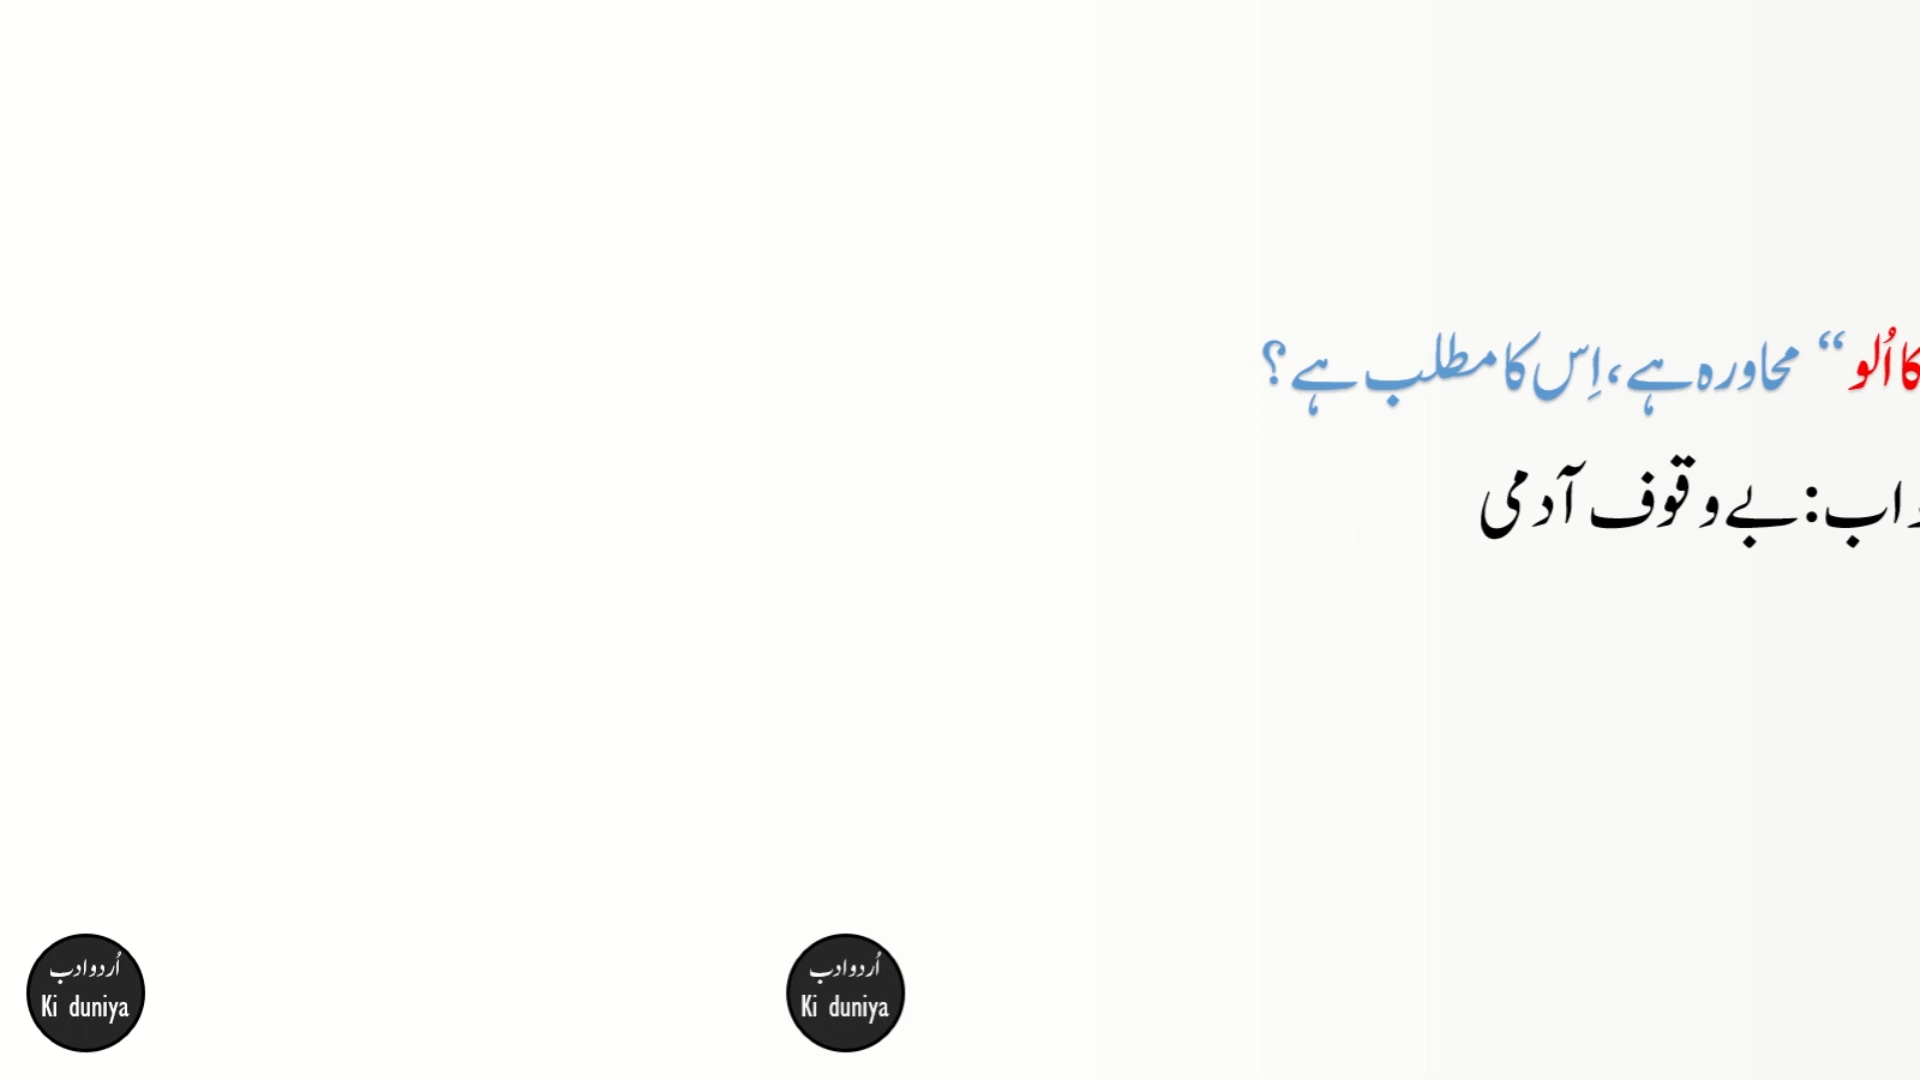 کا اُلو “ محاورہ ہے، اِس کا مطلب ہے ؟
اب: بے وقوف آدمی
اُردو ادب
Ki duniya
اُردو ادب
Ki duniya